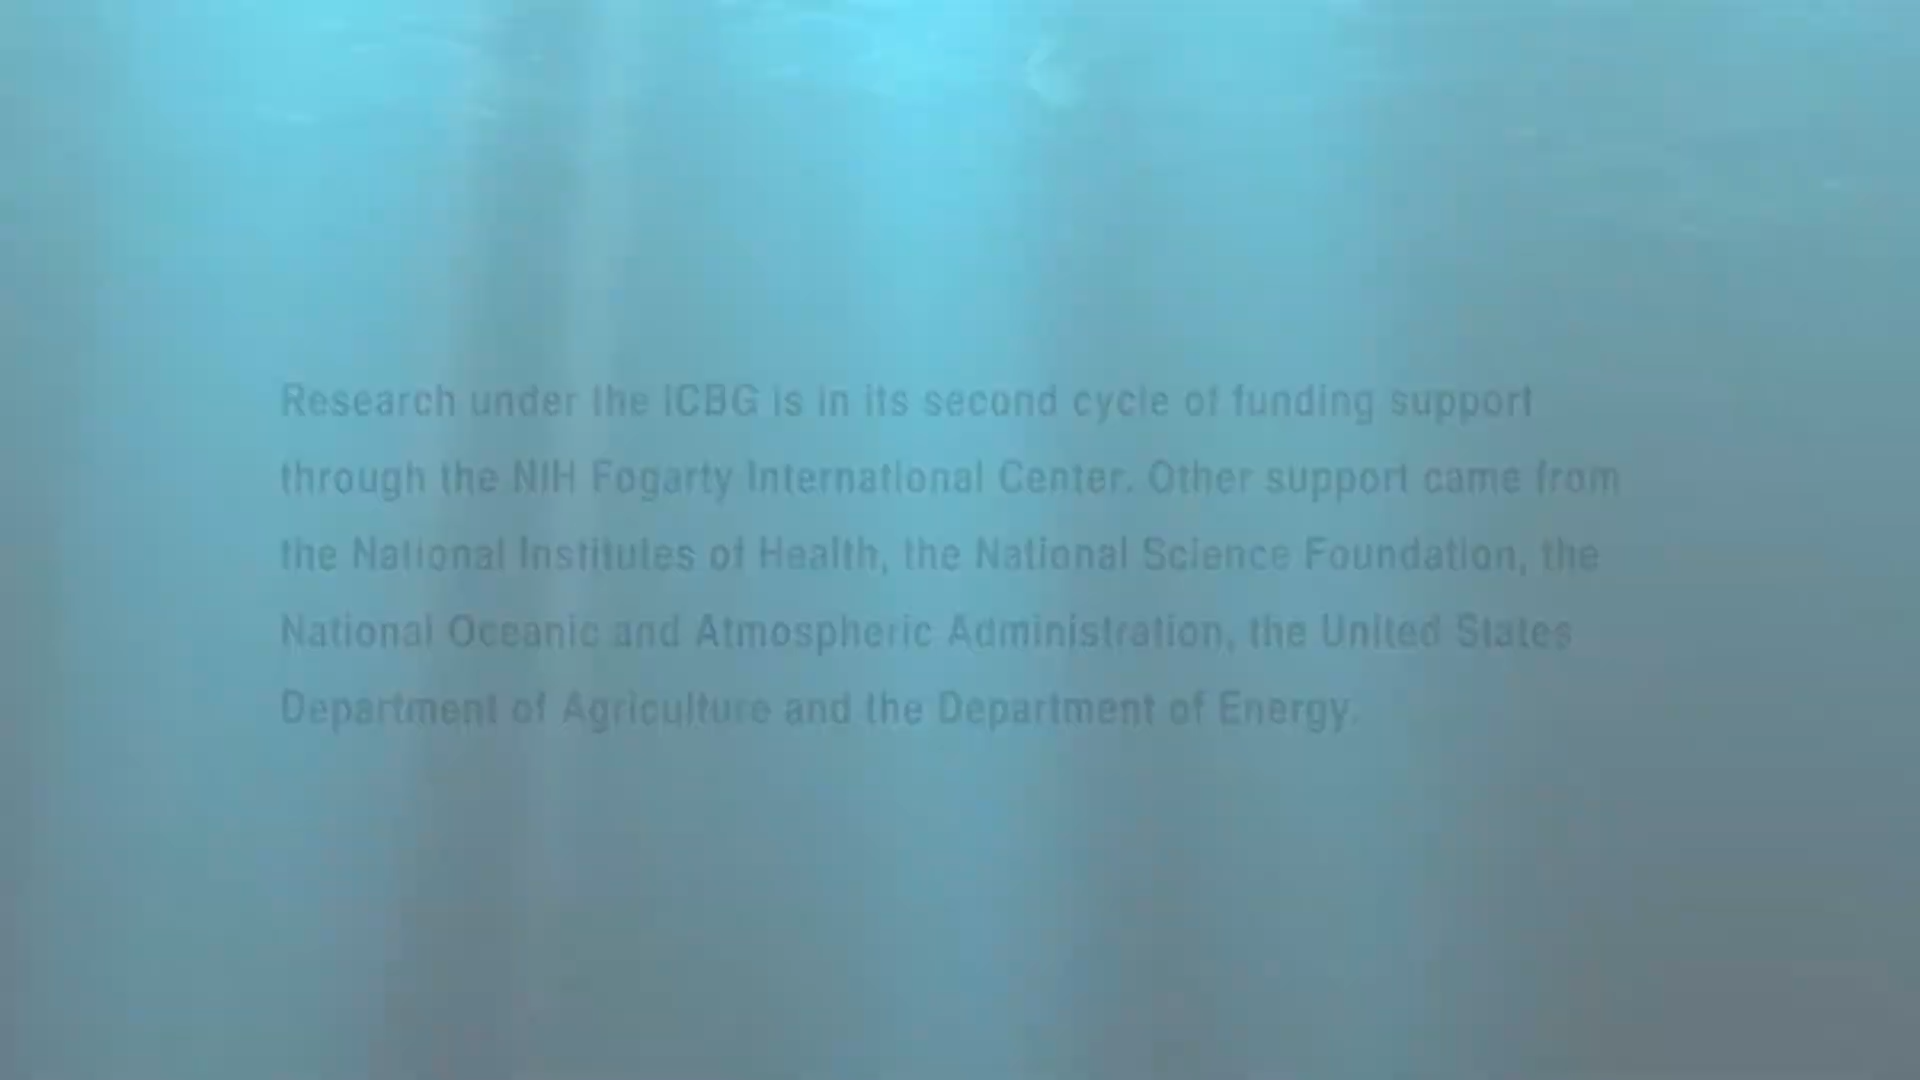 Research under the ICBG is in its second cycle of funding support
through the NIH Fogarty International Center. Other support came from
the National Institutes of Health, the National Science Foundation, the
National Oceanic and Atmospheric Administration, the United States
Department of Agriculture and the Department of Energy.